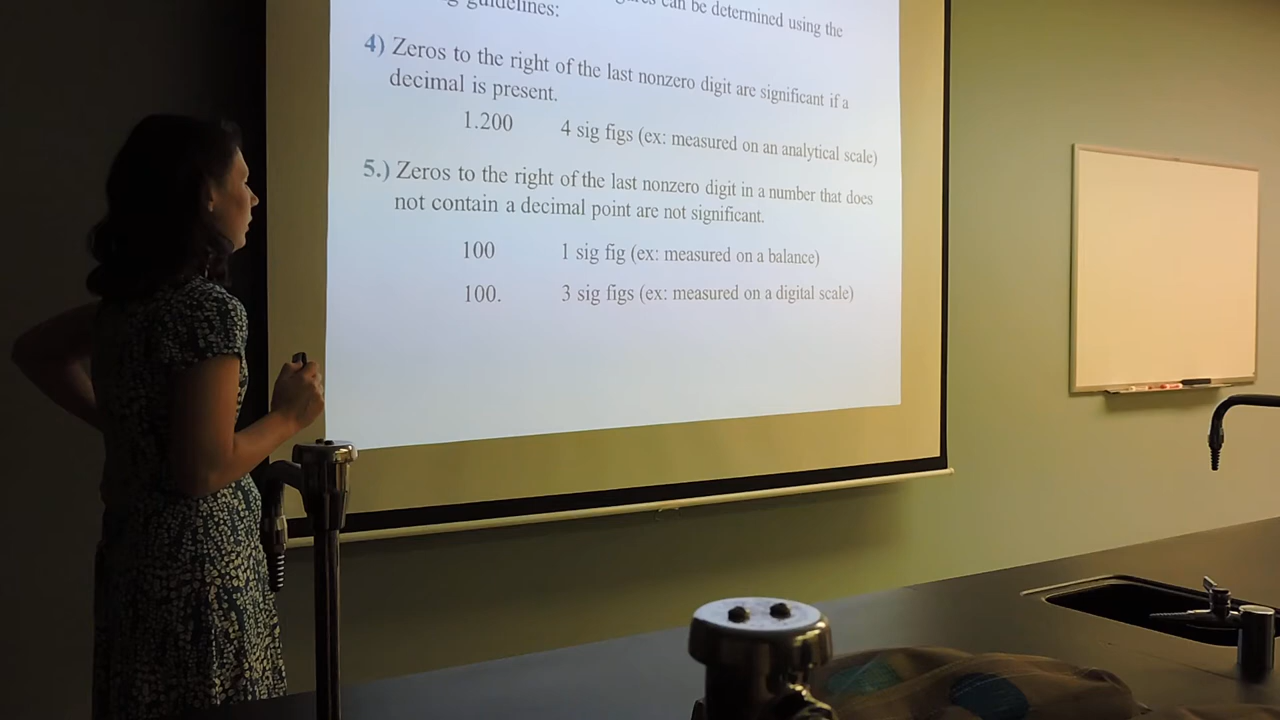 guidelines:
can be determined using the
4) Zeros to the right of the last nonzero digit are significant if a
decimal is present.
1.200 4 sig figs (ex: measured on an analytical scale)
5.) Zeros to the right of the last nonzero digit in a number that does
not contain a decimal point are not significant.
100 1 sig fig (ex: measured on a balance)
100. 3 sig figs (ex: measured on a digital scale)